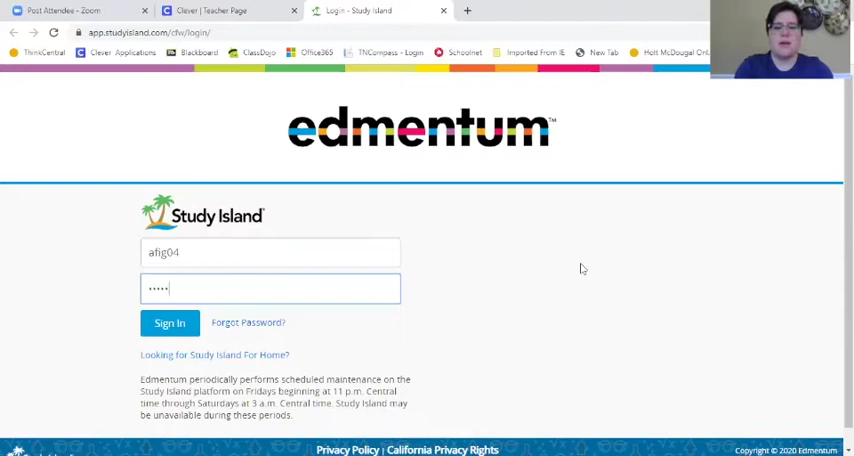 Post Attendee - Zoom
Clever | Teacher Page
Login - Study Island
app.studyisland.com/cfw/login/
ThinkCentral
Clever Applications
Blackboard
ClassDojo
Office365
TNCompass - Login
Schoolnet
Imported From IE
New Tab
Holt McDougal Onl...
edmentum™
Study Island
afig04
•••••
Sign In
Forgot Password?
Looking for Study Island For Home?
Edmentum periodically performs scheduled maintenance on the
Study Island platform on Fridays beginning at 11 p.m. Central
time through Saturdays at 3 a.m. Central time. Study Island may
be unavailable during these periods.
Study Island
Privacy Policy | California Privacy Rights
Copyright © 2020 Edmentum